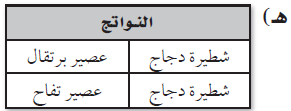 هـ)
النواتج
شطيرة دجاج عصير برتقال
شطيرة دجاج عصير تفاح